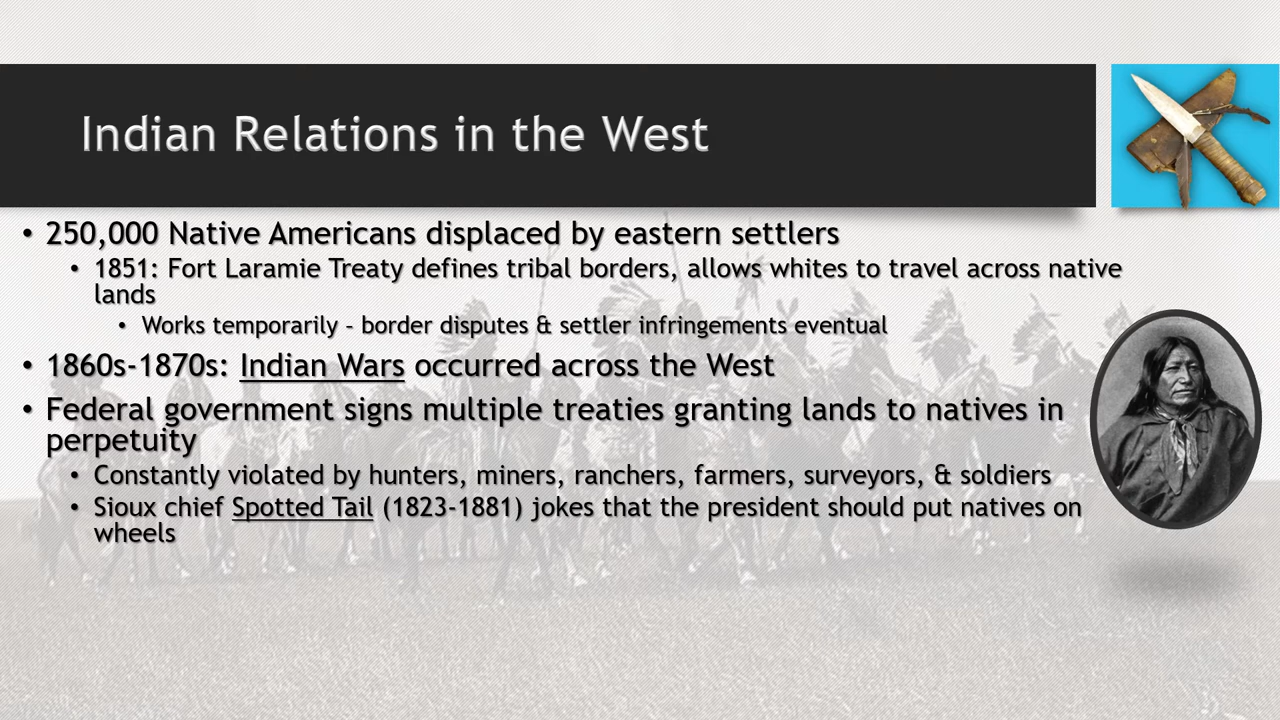 Indian Relations in the West
• 250,000 Native Americans displaced by eastern settlers
• 1851: Fort Laramie Treaty defines tribal borders, allows whites to travel across native
lands
• Works temporarily – border disputes & settler infringements eventual
• 1860s-1870s: Indian Wars occurred across the West
• Federal government signs multiple treaties granting lands to natives in
perpetuity
• Constantly violated by hunters, miners, ranchers, farmers, surveyors, & soldiers
• Sioux chief Spotted Tail (1823-1881) jokes that the president should put natives on
wheels